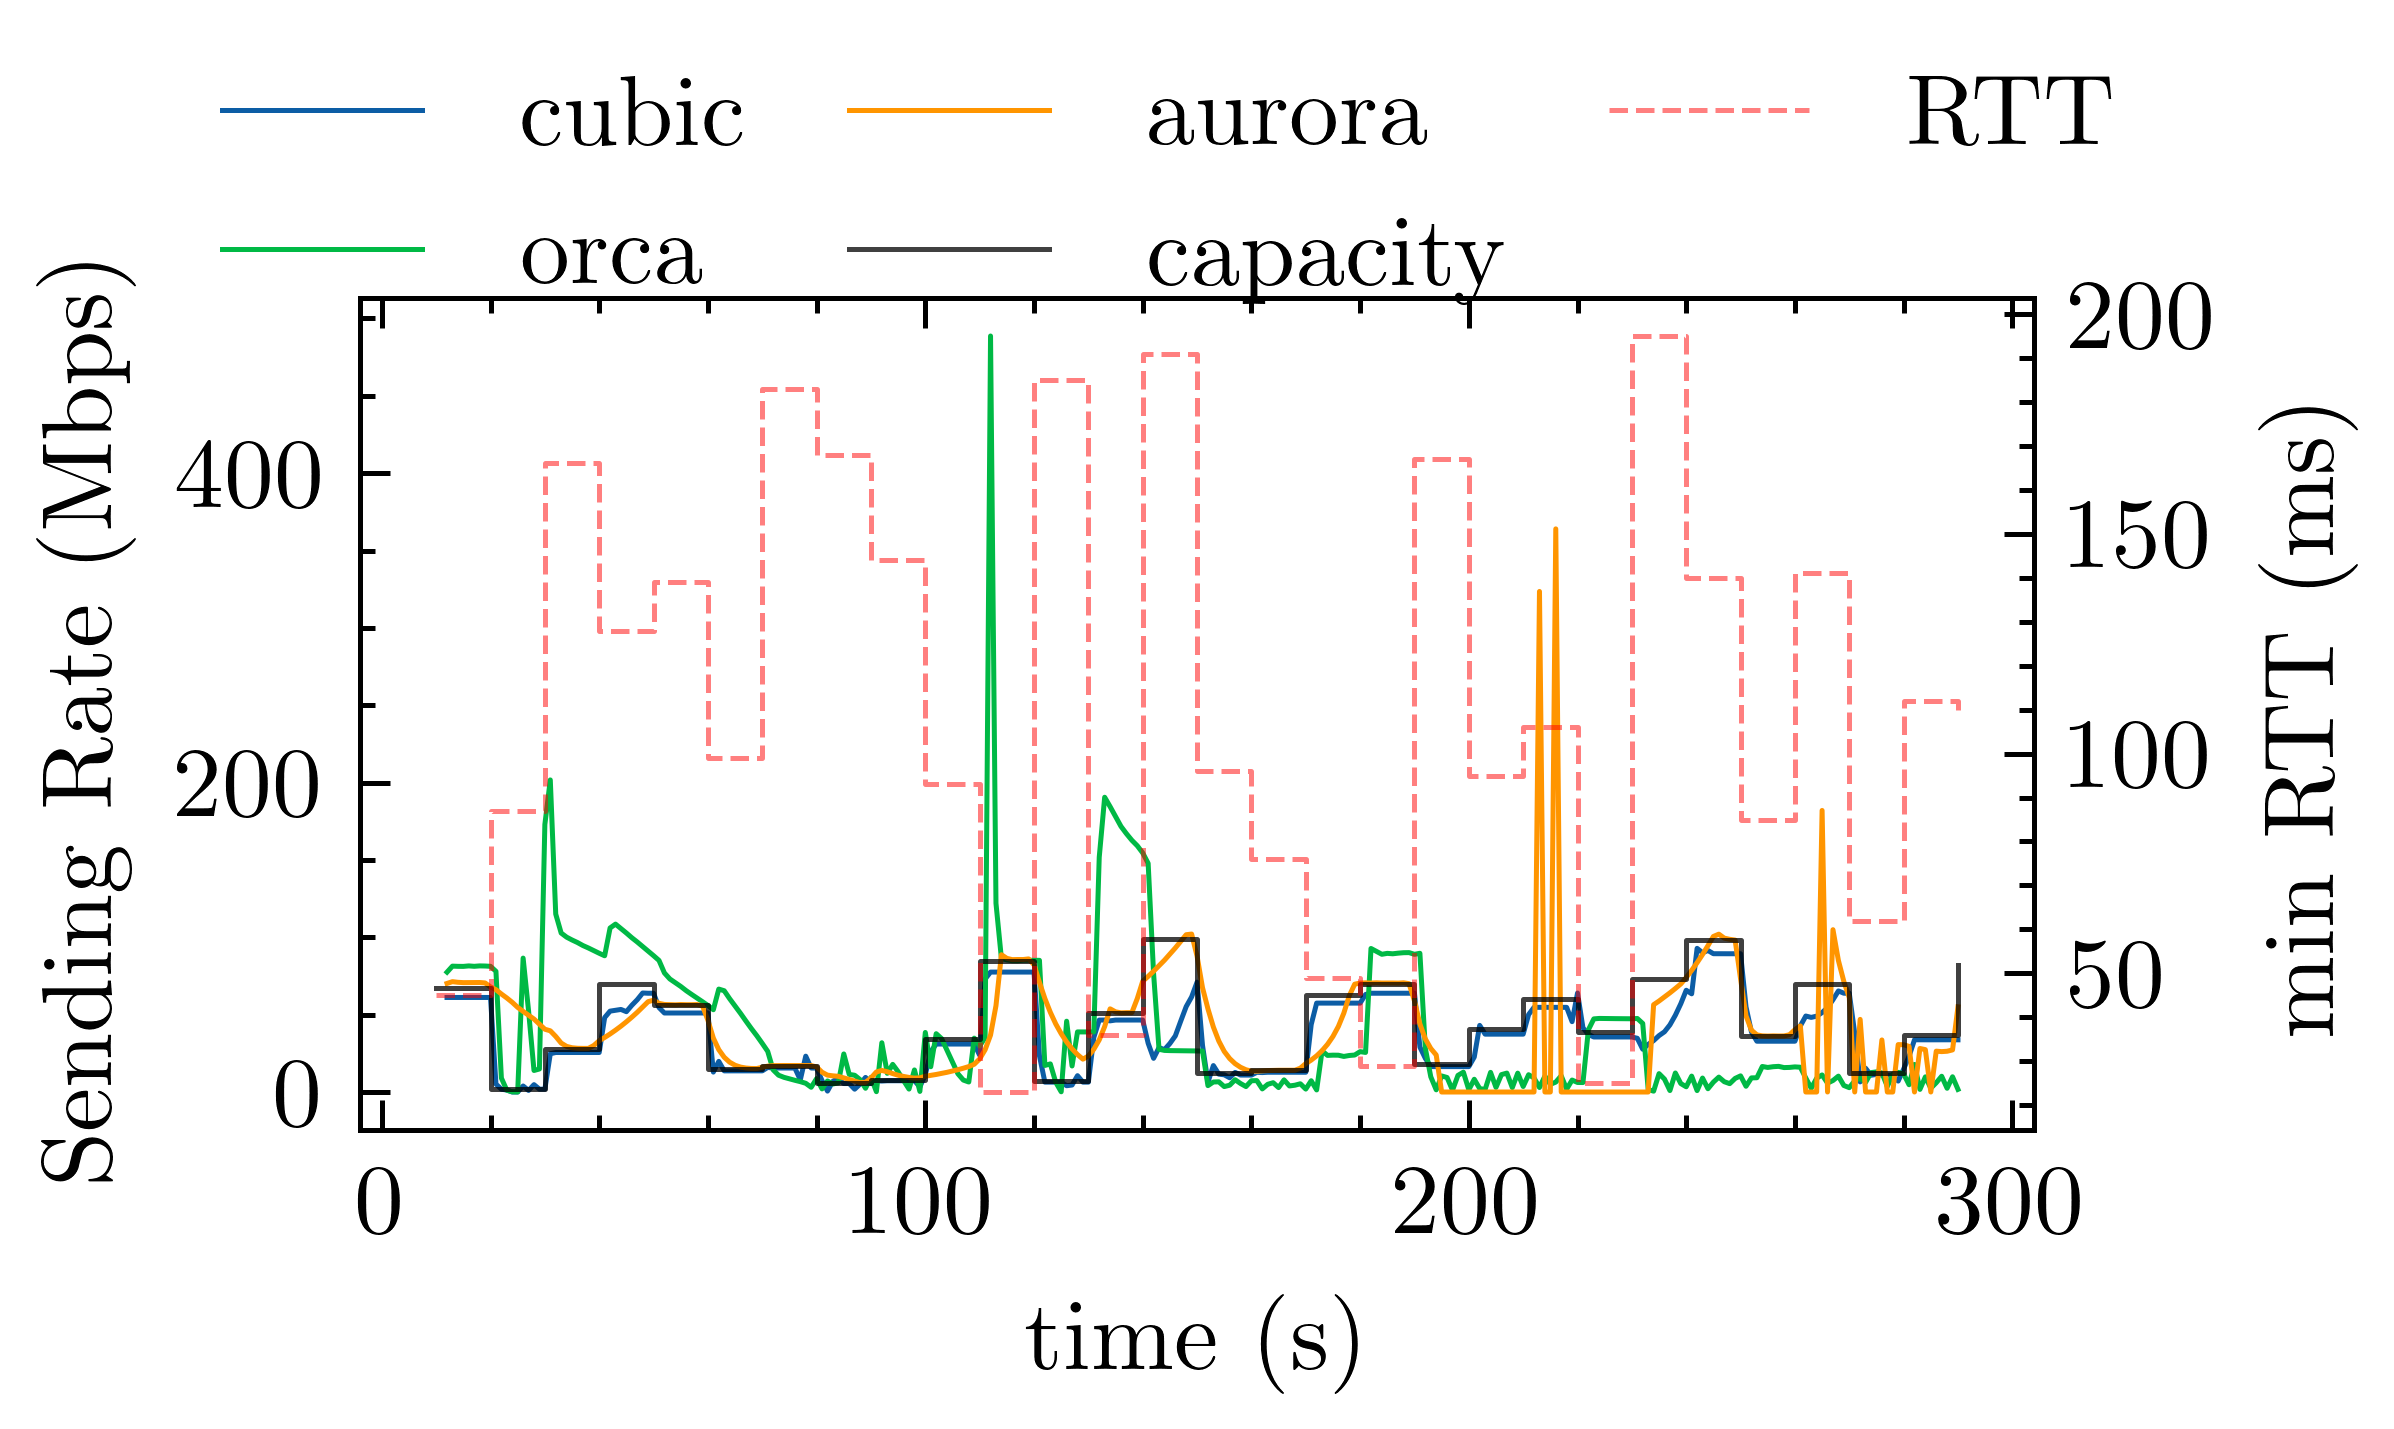 cubic
aurora
RTT
orca
capacity
Sending Rate (Mbps)
400
200
0
200
150
100
50
min RTT (ms)
0
100
200
300
time (s)